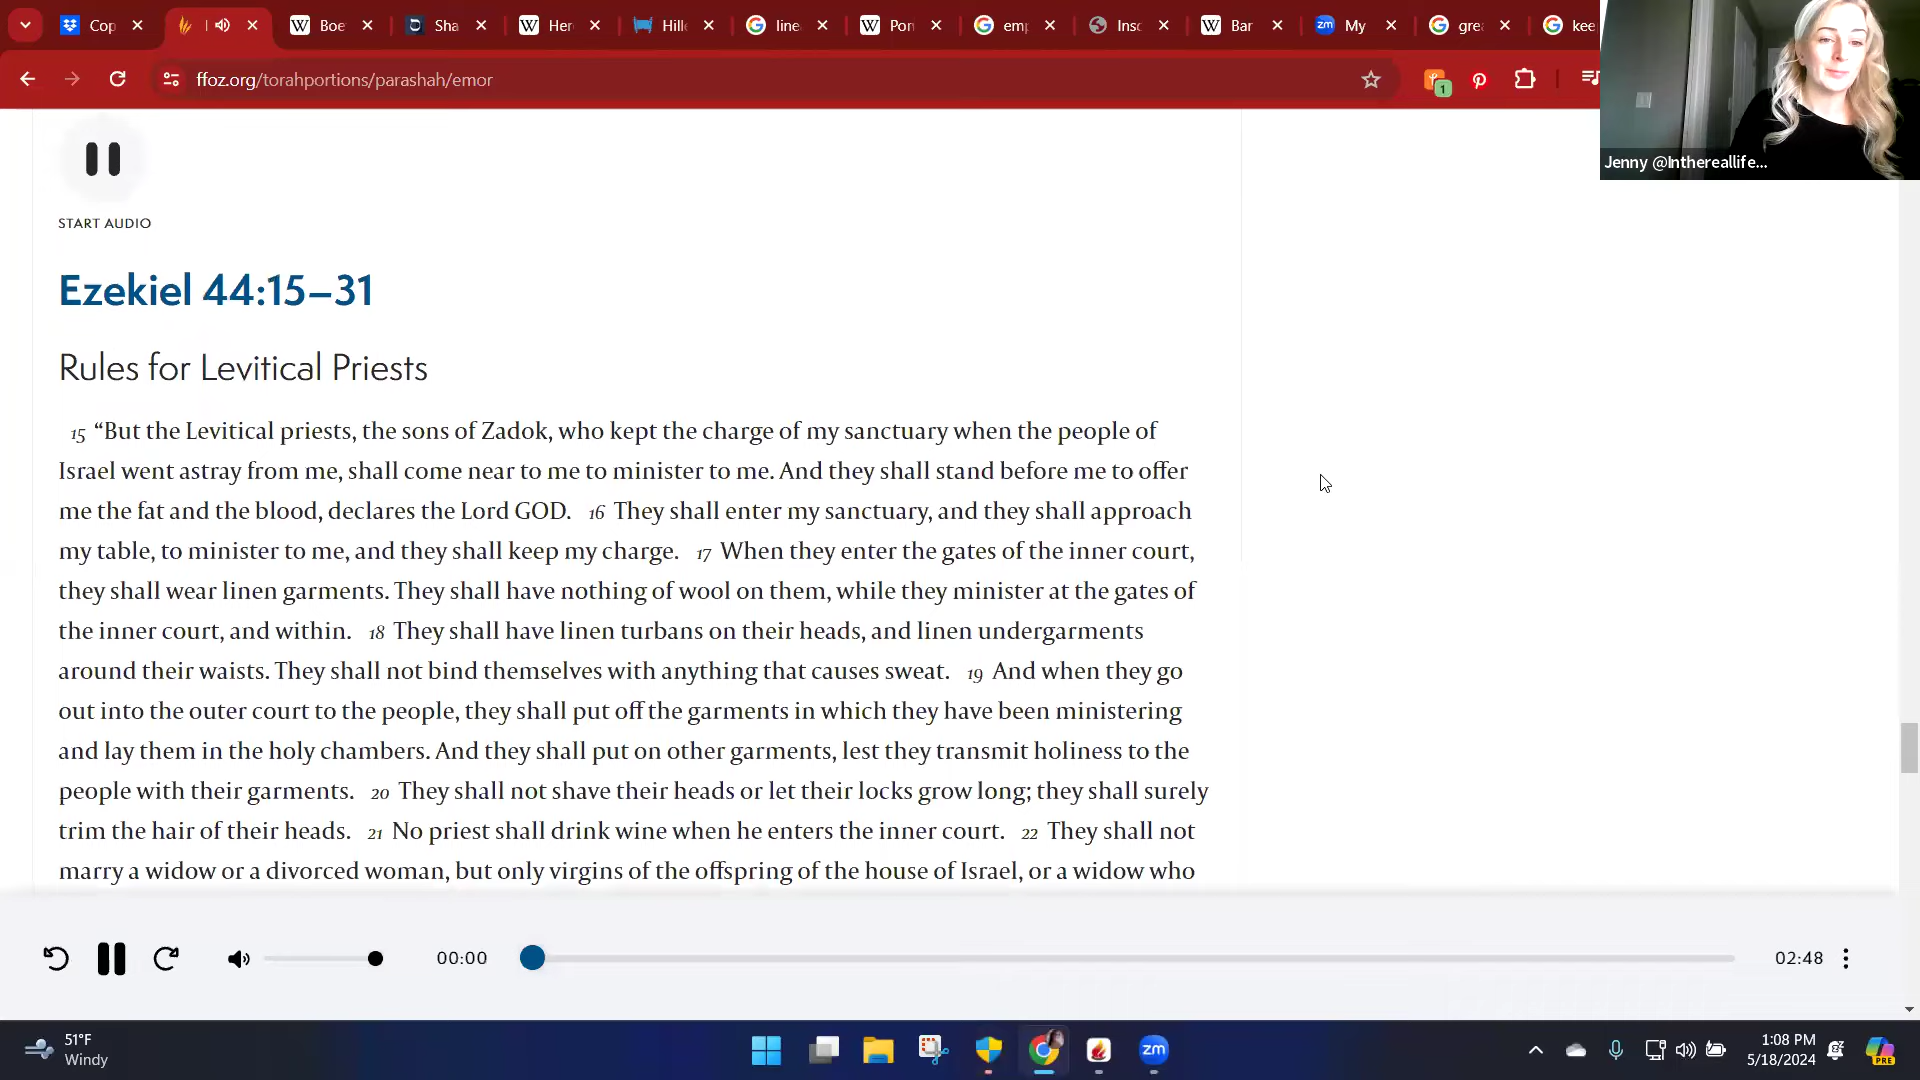 Cop
Boe
Sha
Her
Hill
line
Pon
emp
Insc
Bar
My
grea
kee
ffoz.org/torahportions/parashah/emor
1
Jenny @Inthereallife...
START AUDIO
Ezekiel 44:15–31
Rules for Levitical Priests
15 “But the Levitical priests, the sons of Zadok, who kept the charge of my sanctuary when the people of
Israel went astray from me, shall come near to me to minister to me. And they shall stand before me to offer
me the fat and the blood, declares the Lord GOD. 16 They shall enter my sanctuary, and they shall approach
my table, to minister to me, and they shall keep my charge. 17 When they enter the gates of the inner court,
they shall wear linen garments. They shall have nothing of wool on them, while they minister at the gates of
the inner court, and within. 18 They shall have linen turbans on their heads, and linen undergarments
around their waists. They shall not bind themselves with anything that causes sweat. 19 And when they go
out into the outer court to the people, they shall put off the garments in which they have been ministering
and lay them in the holy chambers. And they shall put on other garments, lest they transmit holiness to the
people with their garments. 20 They shall not shave their heads or let their locks grow long; they shall surely
trim the hair of their heads. 21 No priest shall drink wine when he enters the inner court. 22 They shall not
marry a widow or a divorced woman, but only virgins of the offspring of the house of Israel, or a widow who
00:00
02:48
51°F
Windy
zm
1:08 PM
5/18/2024
PRE